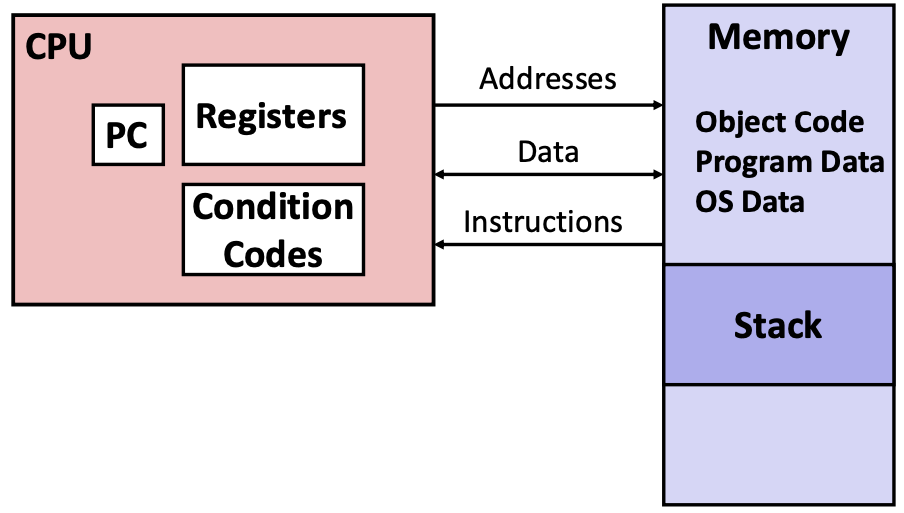 CPU
PC
Registers
Condition
Codes
Addresses
Data
Instructions
Memory
Object Code
Program Data
OS Data
Stack